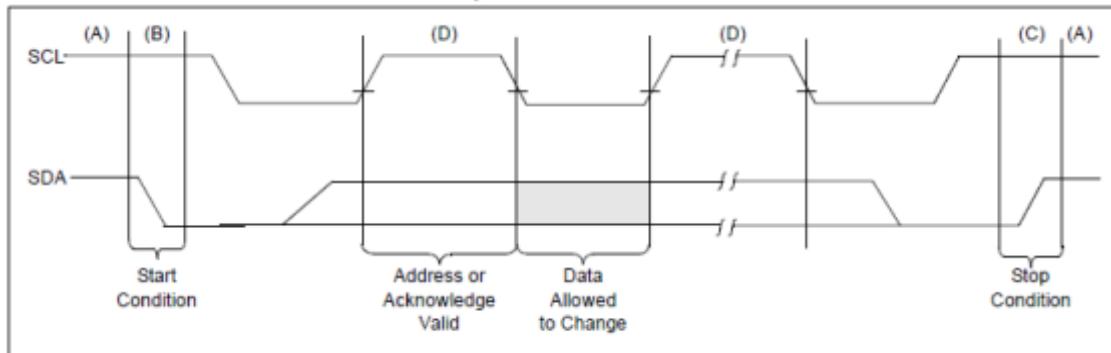 (A) (B) (D) (D) (C) (A)
SCL
SDA
Start
Condition
Address or
Acknowledge
Valid
Data
Allowed
to Change
Stop
Condition